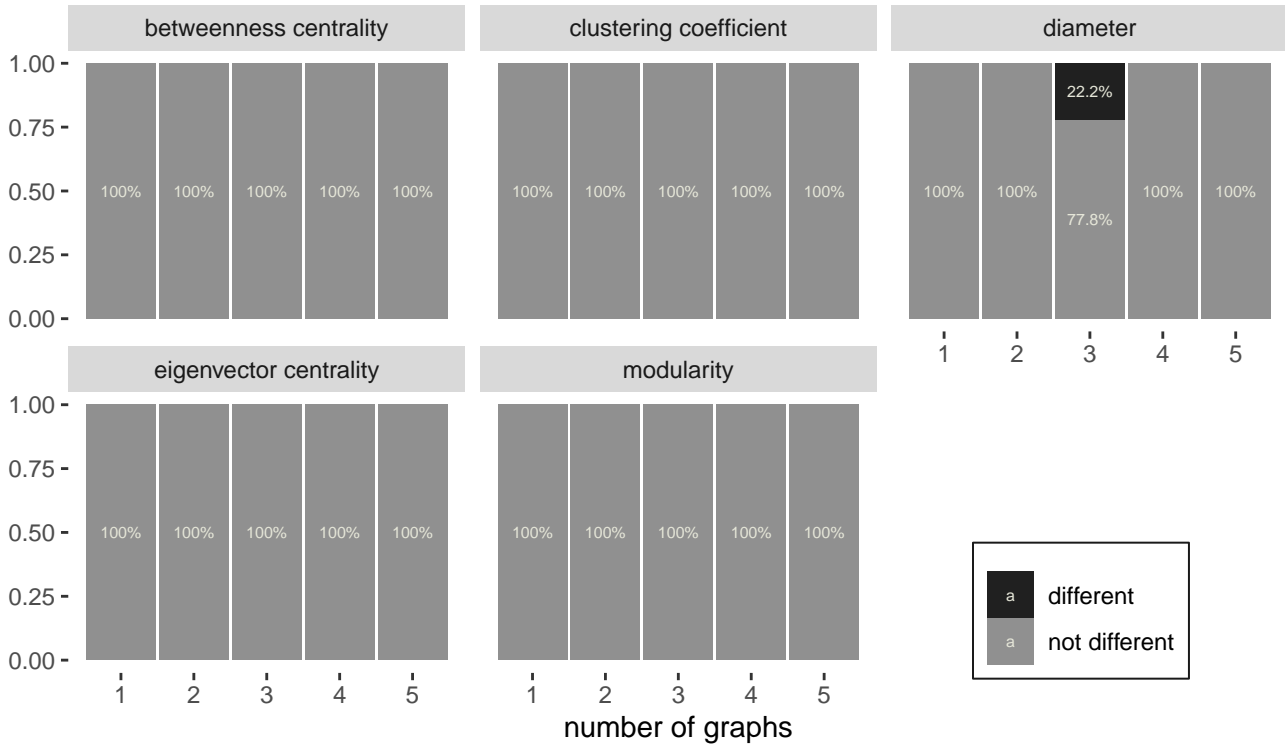 betweenness centrality
clustering coefficient
diameter
1.00
0.75
0.50
0.25
0.00
100% 100% 100% 100% 100%
100% 100% 100% 100% 100%
100% 100% 22.2% 77.8% 100% 100%
1 2 3 4 5
eigenvector centrality
modularity
1.00
0.75
0.50
0.25
0.00
100% 100% 100% 100% 100%
100% 100% 100% 100% 100%
1 2 3 4 5
1 2 3 4 5
number of graphs
a different
a not different